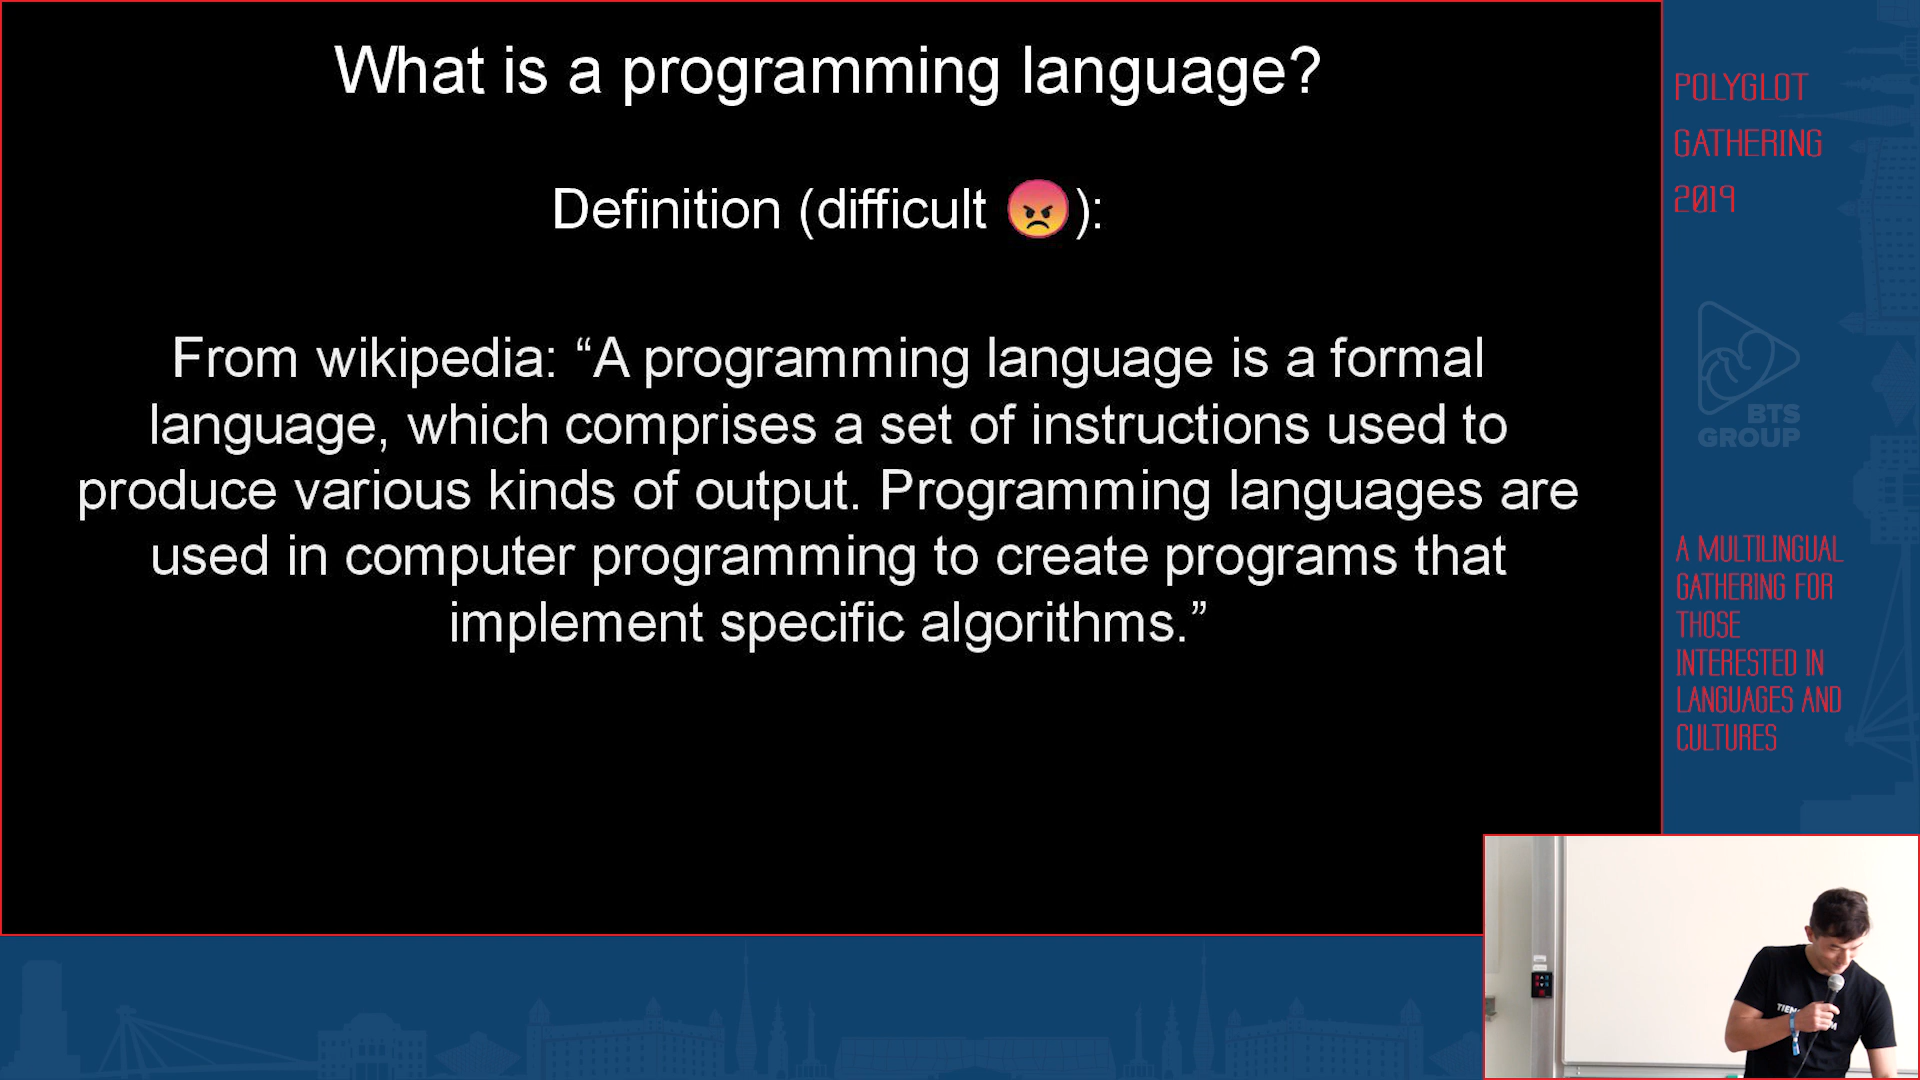 What is a programming language?
Definition (difficult 😡):
From wikipedia: “A programming language is a formal
language, which comprises a set of instructions used to
produce various kinds of output. Programming languages are
used in computer programming to create programs that
implement specific algorithms.”
POLYGLOT
GATHERING
2019
BTS
GROUP
A MULTILINGUAL
GATHERING FOR
THOSE
INTERESTED IN
LANGUAGES AND
CULTURES